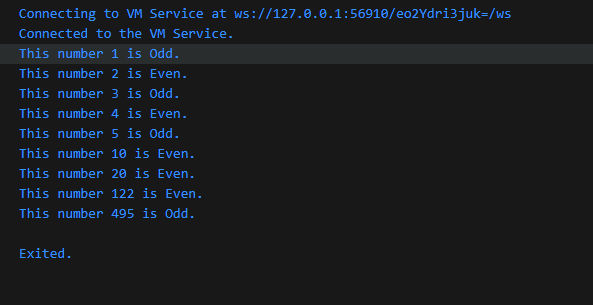 Connecting to VM Service at ws://127.0.0.1:56910/eo2Ydri3juk=/ws
Connected to the VM Service.
This number 1 is Odd.
This number 2 is Even.
This number 3 is Odd.
This number 4 is Even.
This number 5 is Odd.
This number 10 is Even.
This number 20 is Even.
This number 122 is Even.
This number 495 is Odd.
Exited.